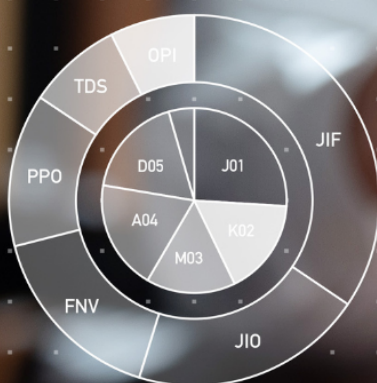 OPI
TDS
JIF
PPO
D05
J01
A04
K02
M03
FNV
JIO